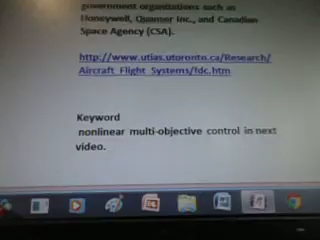 government organizations such as
Honeywell, Quanser Inc., and Canadian
Space Agency (CSA).
http://www.utias.utoronto.ca/Research/
Aircraft_Flight_Systems/fdc.htm
Keyword
nonlinear multi-objective control in next
video.